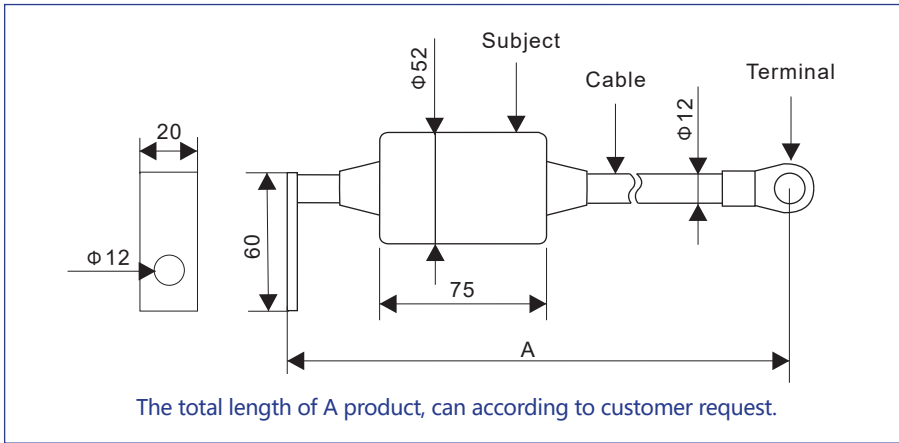 Subject
Cable
Terminal
Φ52
Φ12
20
60
Φ12
75
A
The total length of A product, can according to customer request.